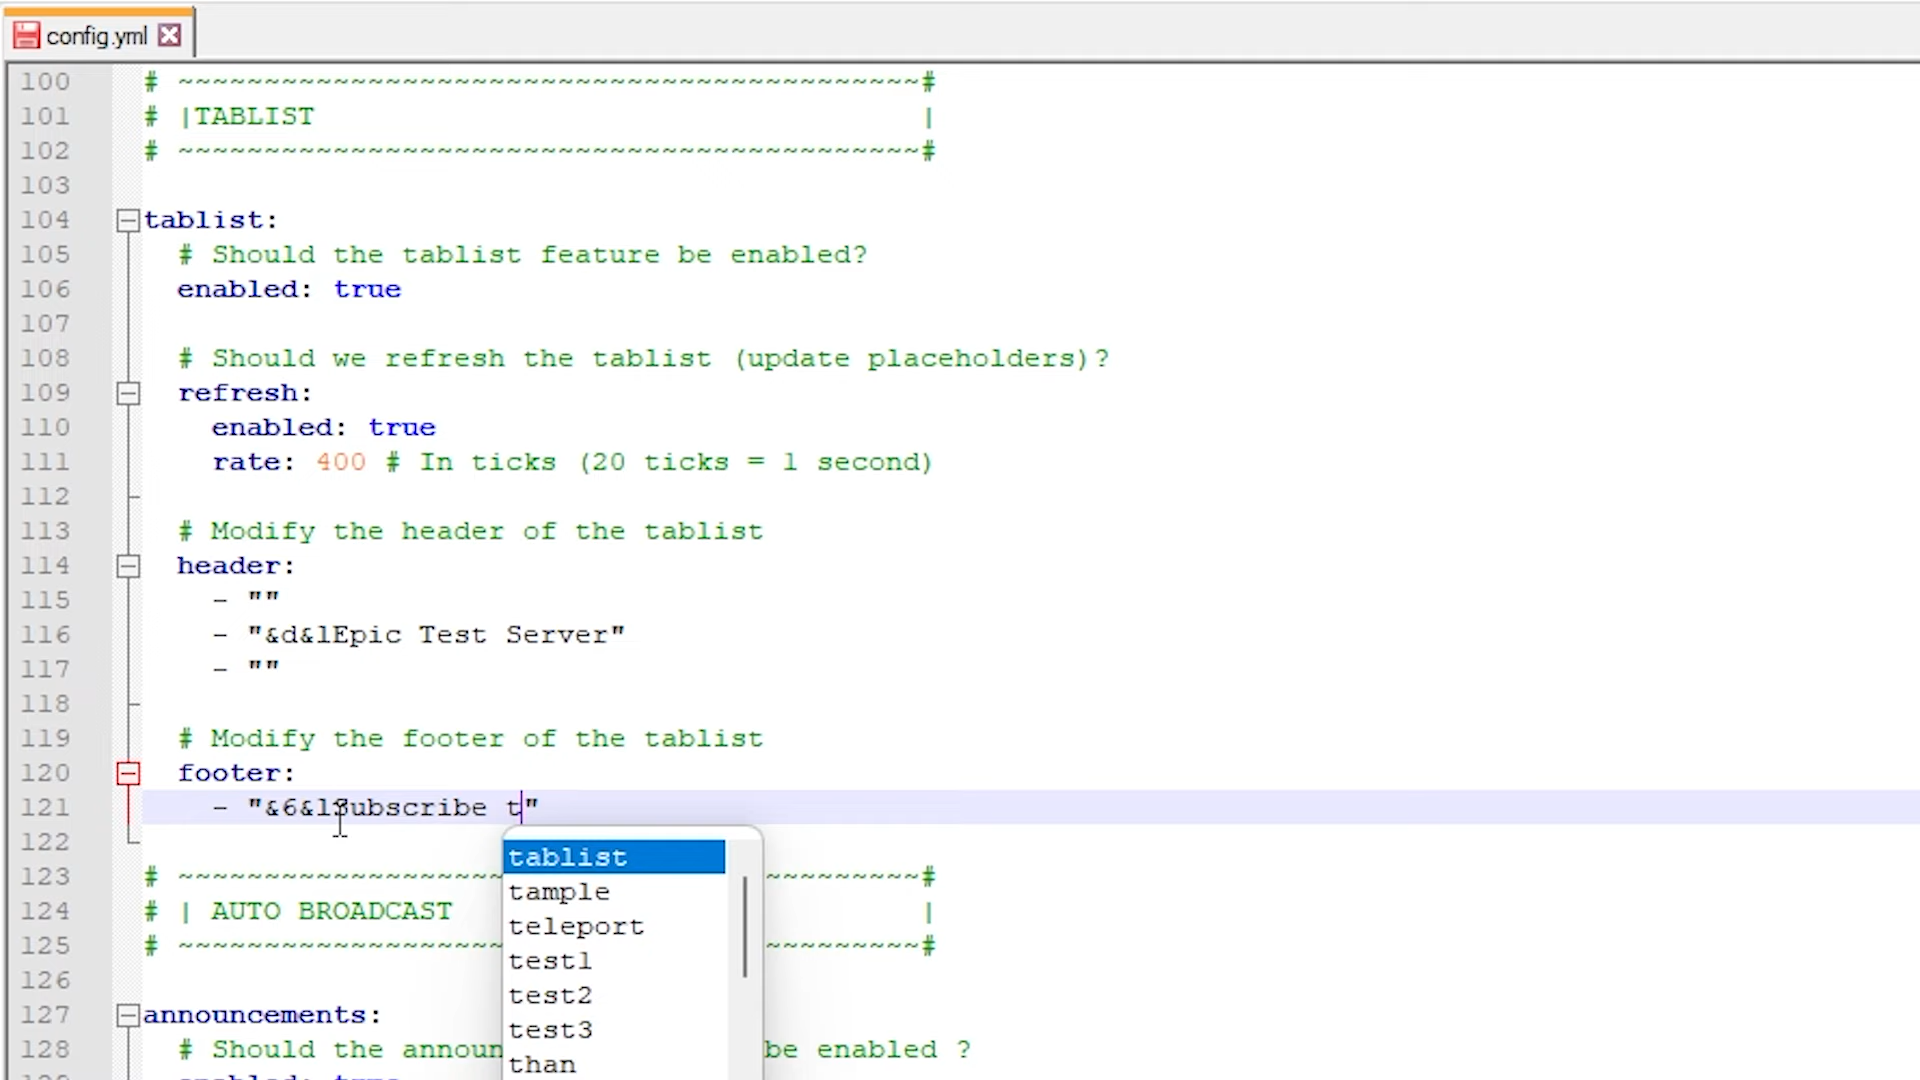 config.yml
100 # ~~~~~~~~~~~~~~~~~~~~~~~~~~~~~~~~~~~~~~~~~~~#
101 # |TABLIST |
102 # ~~~~~~~~~~~~~~~~~~~~~~~~~~~~~~~~~~~~~~~~~~~#
103
104 tablist:
105 # Should the tablist feature be enabled?
106 enabled: true
107
108 # Should we refresh the tablist (update placeholders)?
109 refresh:
110 enabled: true
111 rate: 400 # In ticks (20 ticks = 1 second)
112
113 # Modify the header of the tablist
114 header:
115 - ""
116 - "&d&lEpic Test Server"
117 - ""
118
119 # Modify the footer of the tablist
120 footer:
121 - "&6&lSubscribe t"
122
tablist
123 # ~~~~~~~~~~~~~~~~~~~ ~~~~~~~~~#
tample
124 # | AUTO BROADCAST |
teleport
125 # ~~~~~~~~~~~~~~~~~~~ ~~~~~~~~~#
test1
126
test2
127 announcements:
test3
128 # Should the announ be enabled ?
than
enabled: true